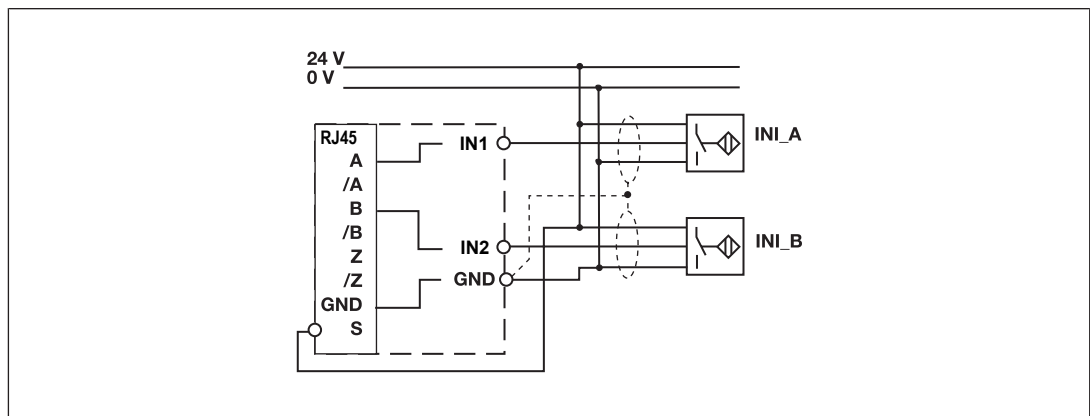 24 V
0 V
RJ45
A
/A
B
/B
Z
/Z
GND
S
IN1
IN2
GND
INI_A
INI_B